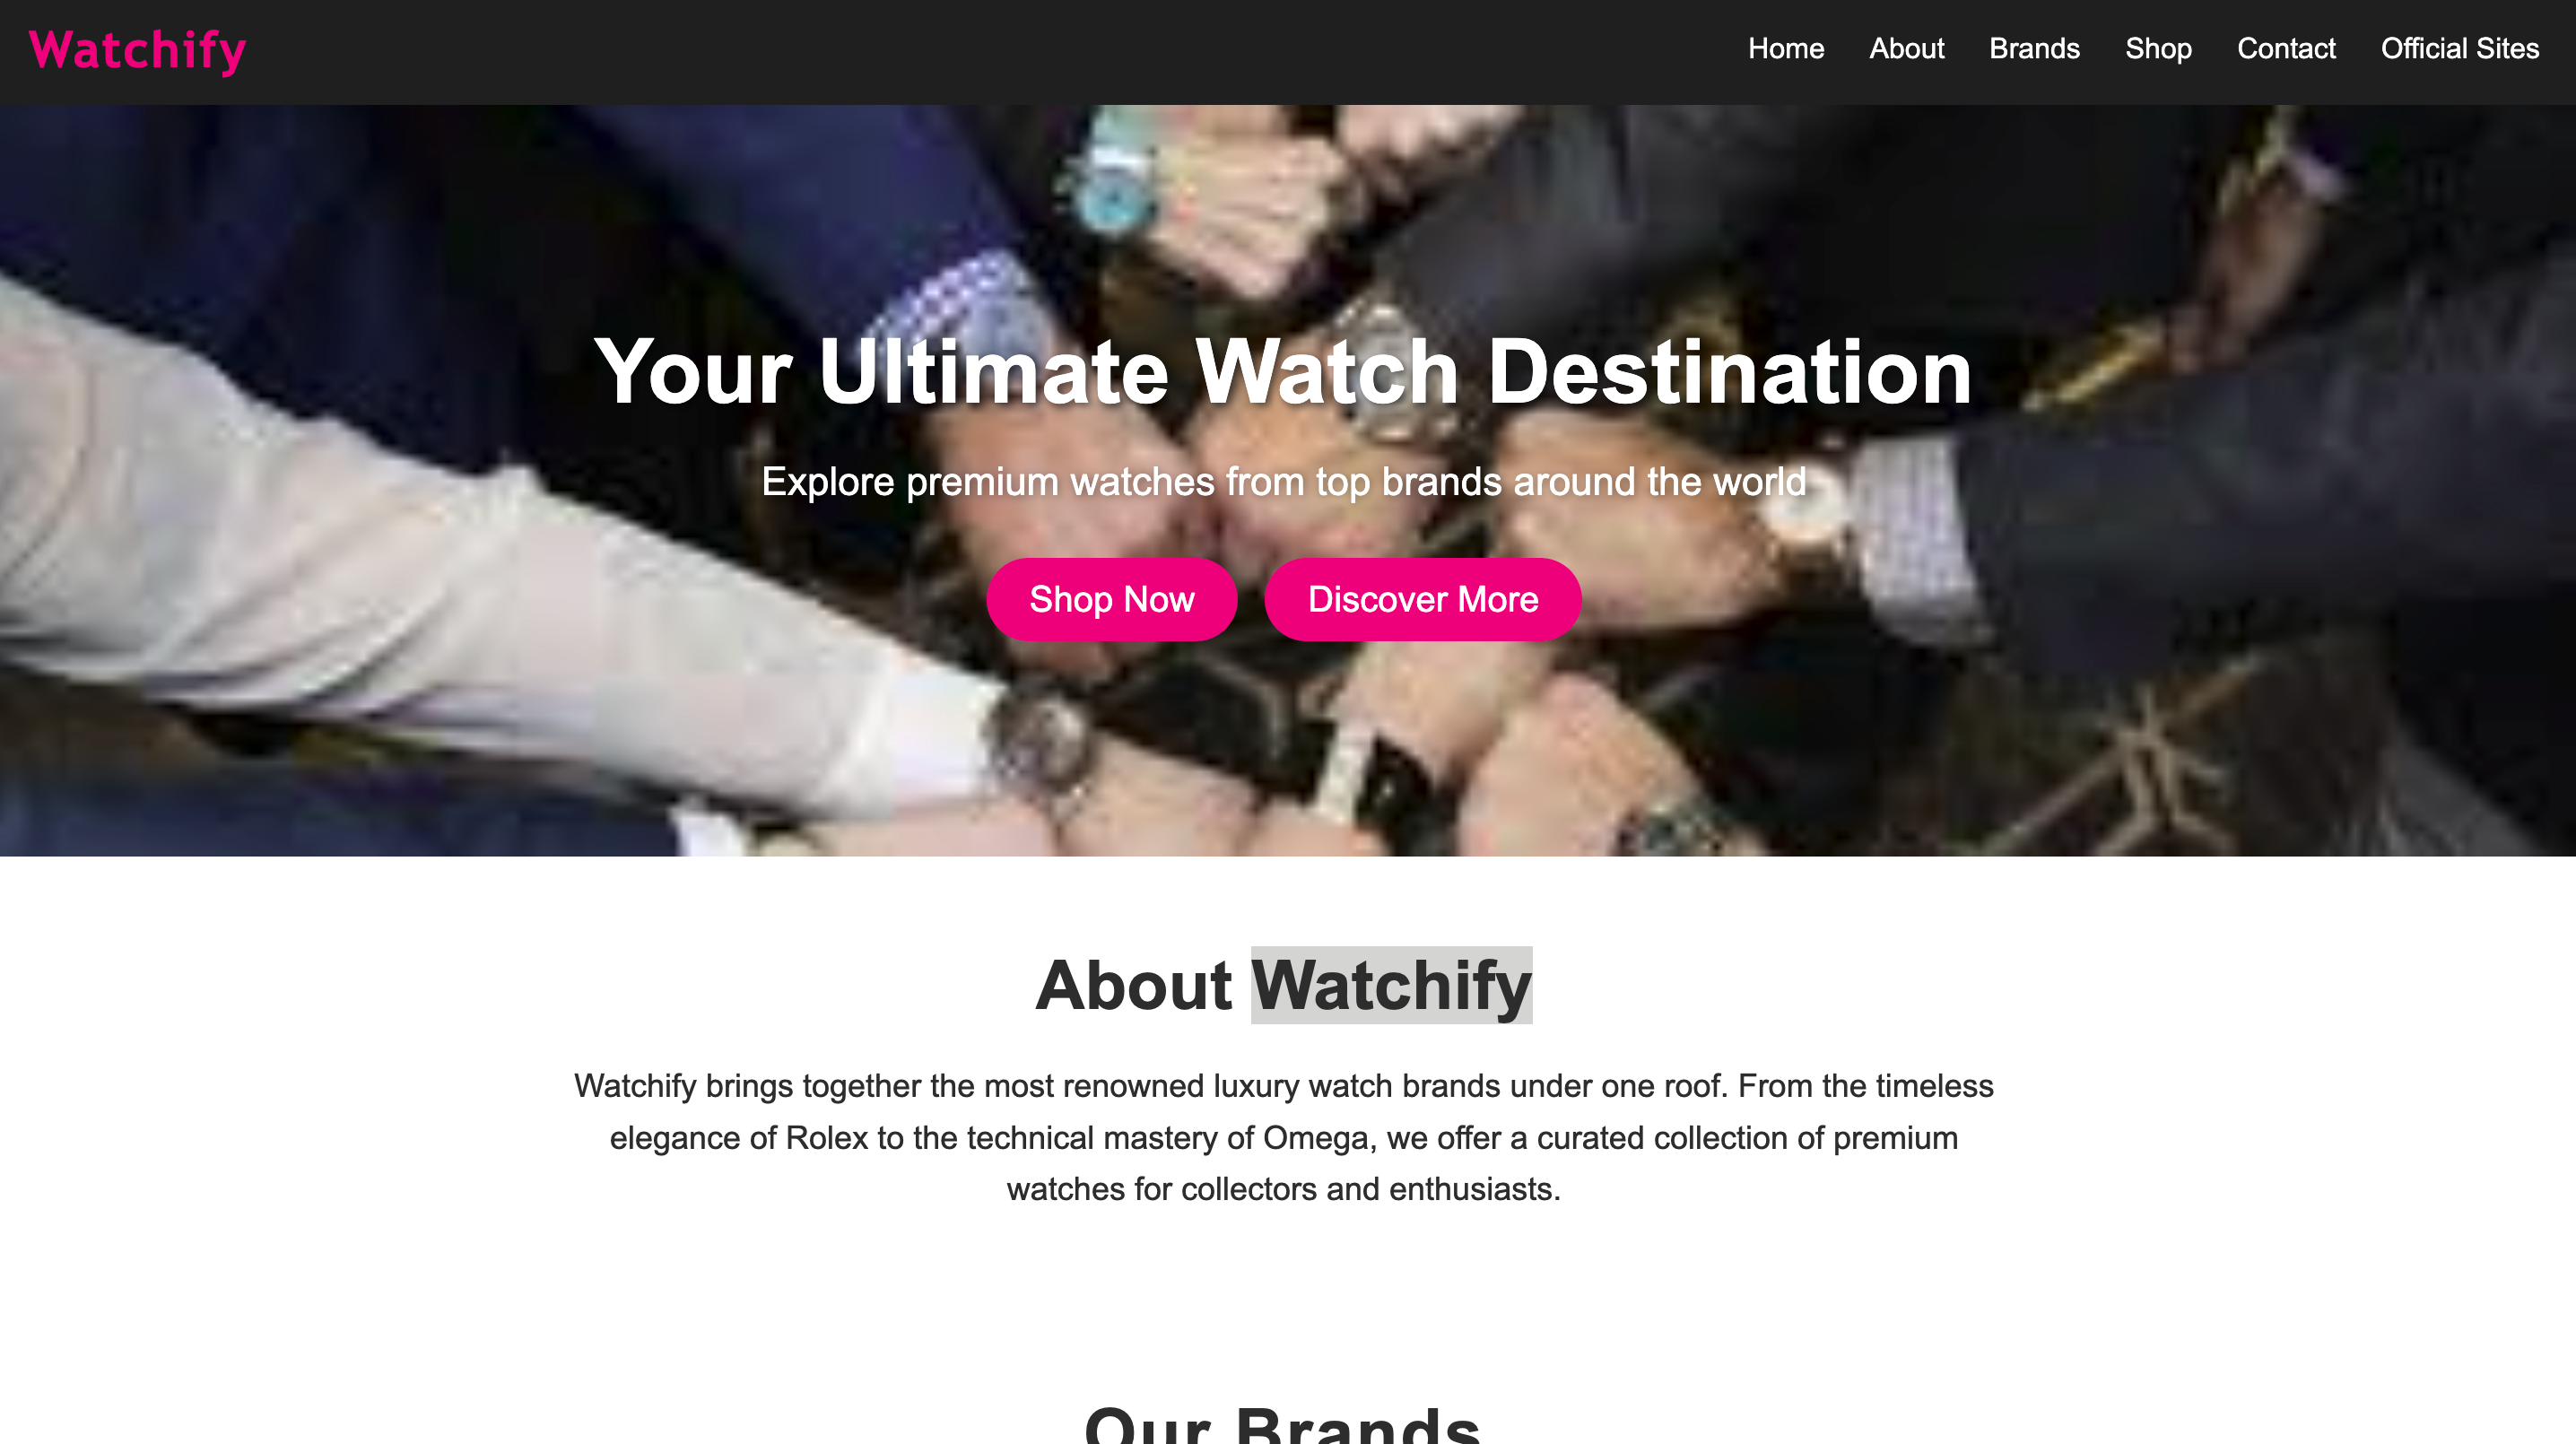 Watchify
Home About Brands Shop Contact Official Sites
Your Ultimate Watch Destination
Explore premium watches from top brands around the world
Shop Now Discover More
About Watchify
Watchify brings together the most renowned luxury watch brands under one roof. From the timeless
elegance of Rolex to the technical mastery of Omega, we offer a curated collection of premium
watches for collectors and enthusiasts.
Our Brands